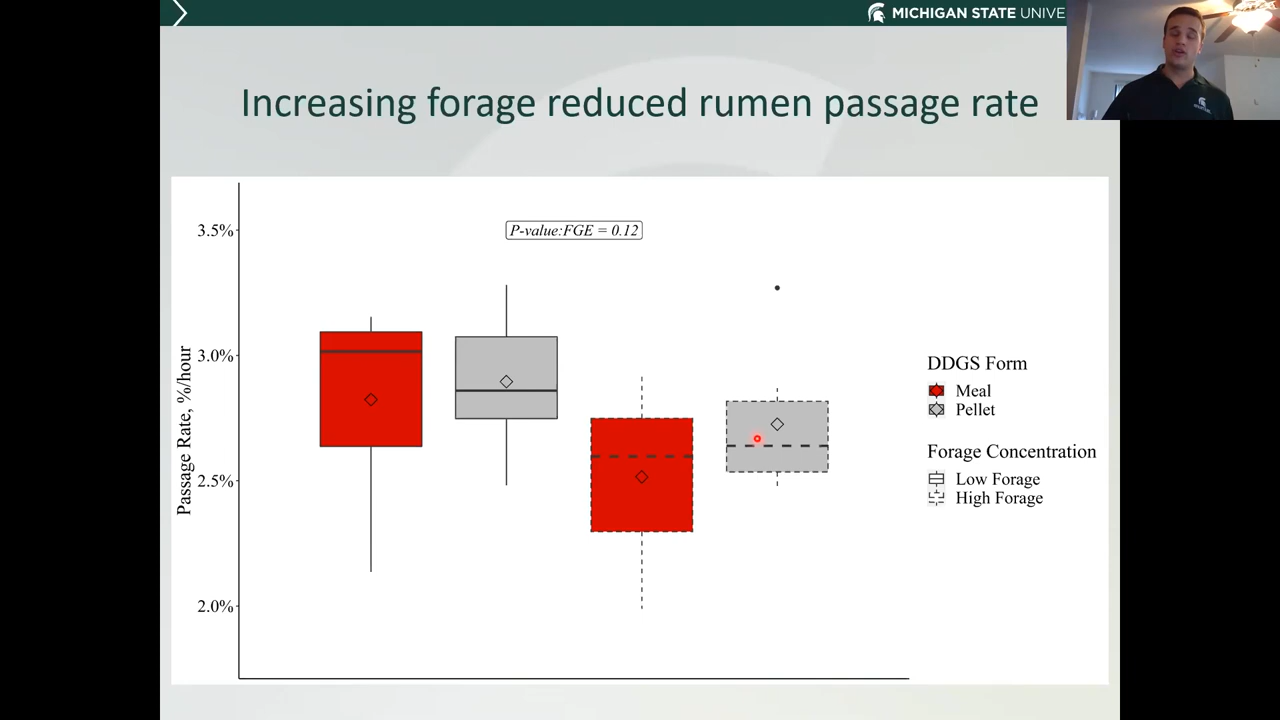 MICHIGAN STATE UNIVE
Increasing forage reduced rumen passage rate
P-value:FGE = 0.12
3.5%
3.0%
2.5%
2.0%
Passage Rate, %/hour
DDGS Form
Meal
Pellet
Forage Concentration
Low Forage
High Forage